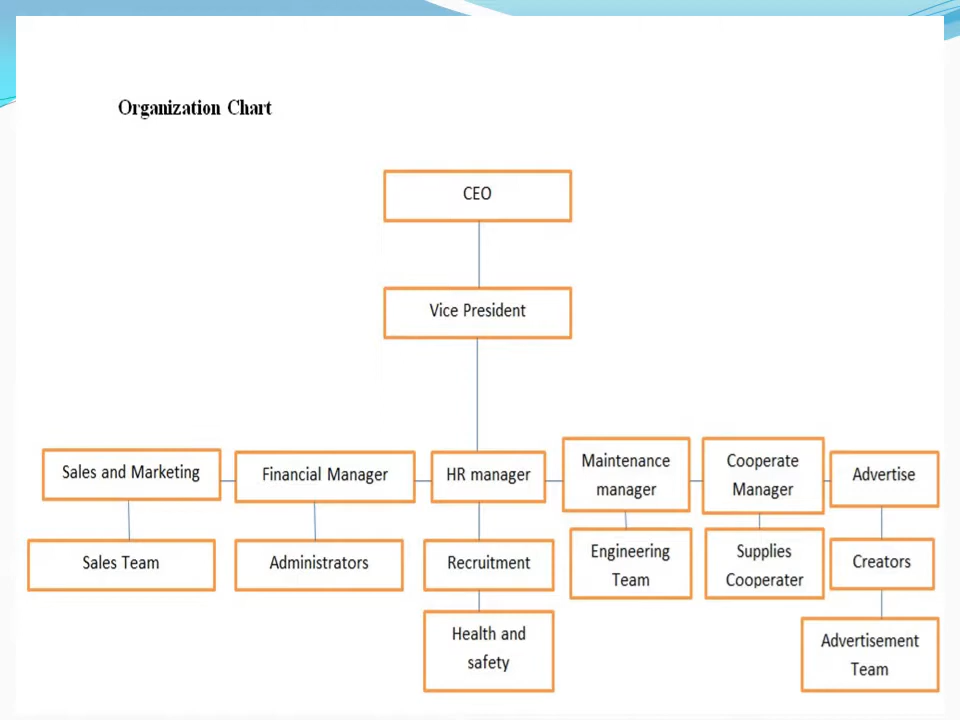 Organization Chart
CEO
Vice President
Sales and Marketing
Financial Manager
HR manager
Maintenance
manager
Cooperate
Manager
Advertise
Sales Team
Administrators
Recruitment
Engineering
Team
Supplies
Cooperater
Creators
Health and
safety
Advertisement
Team